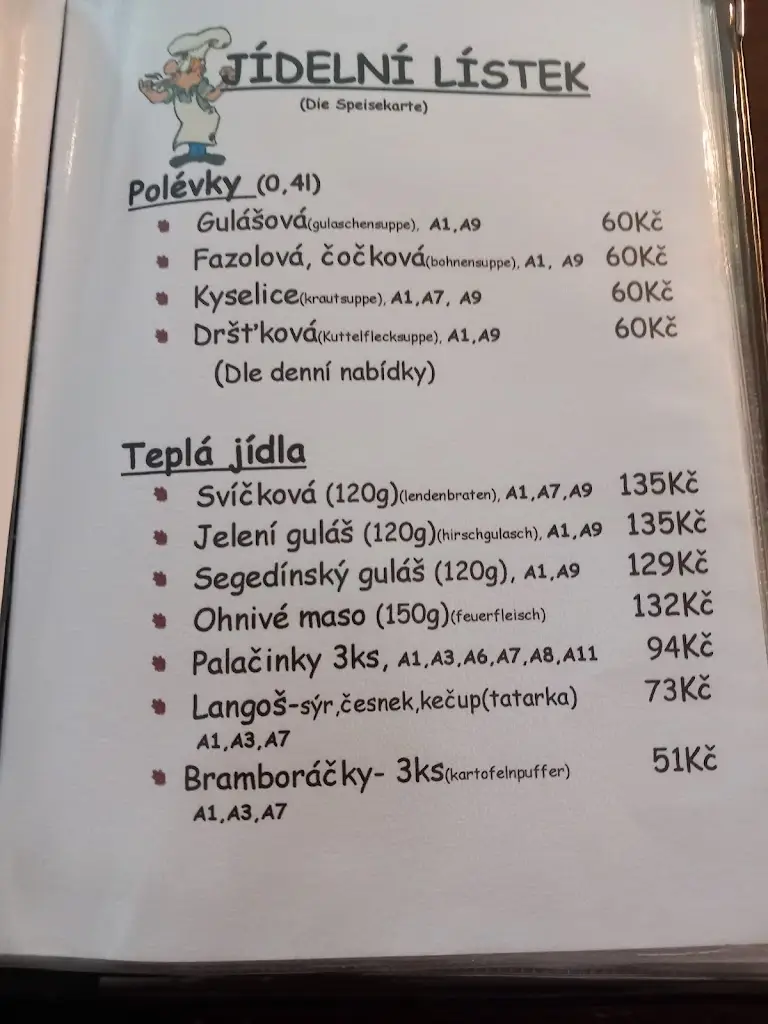 JÍDELNÍ LÍSTEK
(Die Speisekarte)
Polévky (0,4l)
Gulášová(gulaschensuppe), A1,A9 60Kč
Fazolová, čočková(bohnensuppe), A1, A9 60Kč
Kyselice(krautsuppe), A1,A7, A9 60Kč
Dršťková(Kuttelflecksuppe), A1,A9 60Kč
(Dle denní nabídky)
Teplá jídla
Svíčková (120g)(lendenbraten), A1,A7,A9 135Kč
Jelení guláš (120g)(hirschgulasch), A1,A9 135Kč
Segedínský guláš (120g), A1,A9 129Kč
Ohnivé maso (150g)(feuerfleisch) 132Kč
Palačinky 3ks, A1,A3,A6,A7,A8,A11 94Kč
Langoš-sýr,česnek,kečup(tatarka) 73Kč
A1,A3,A7
Bramboráčky- 3ks(kartofelnpuffer) 51Kč
A1,A3,A7